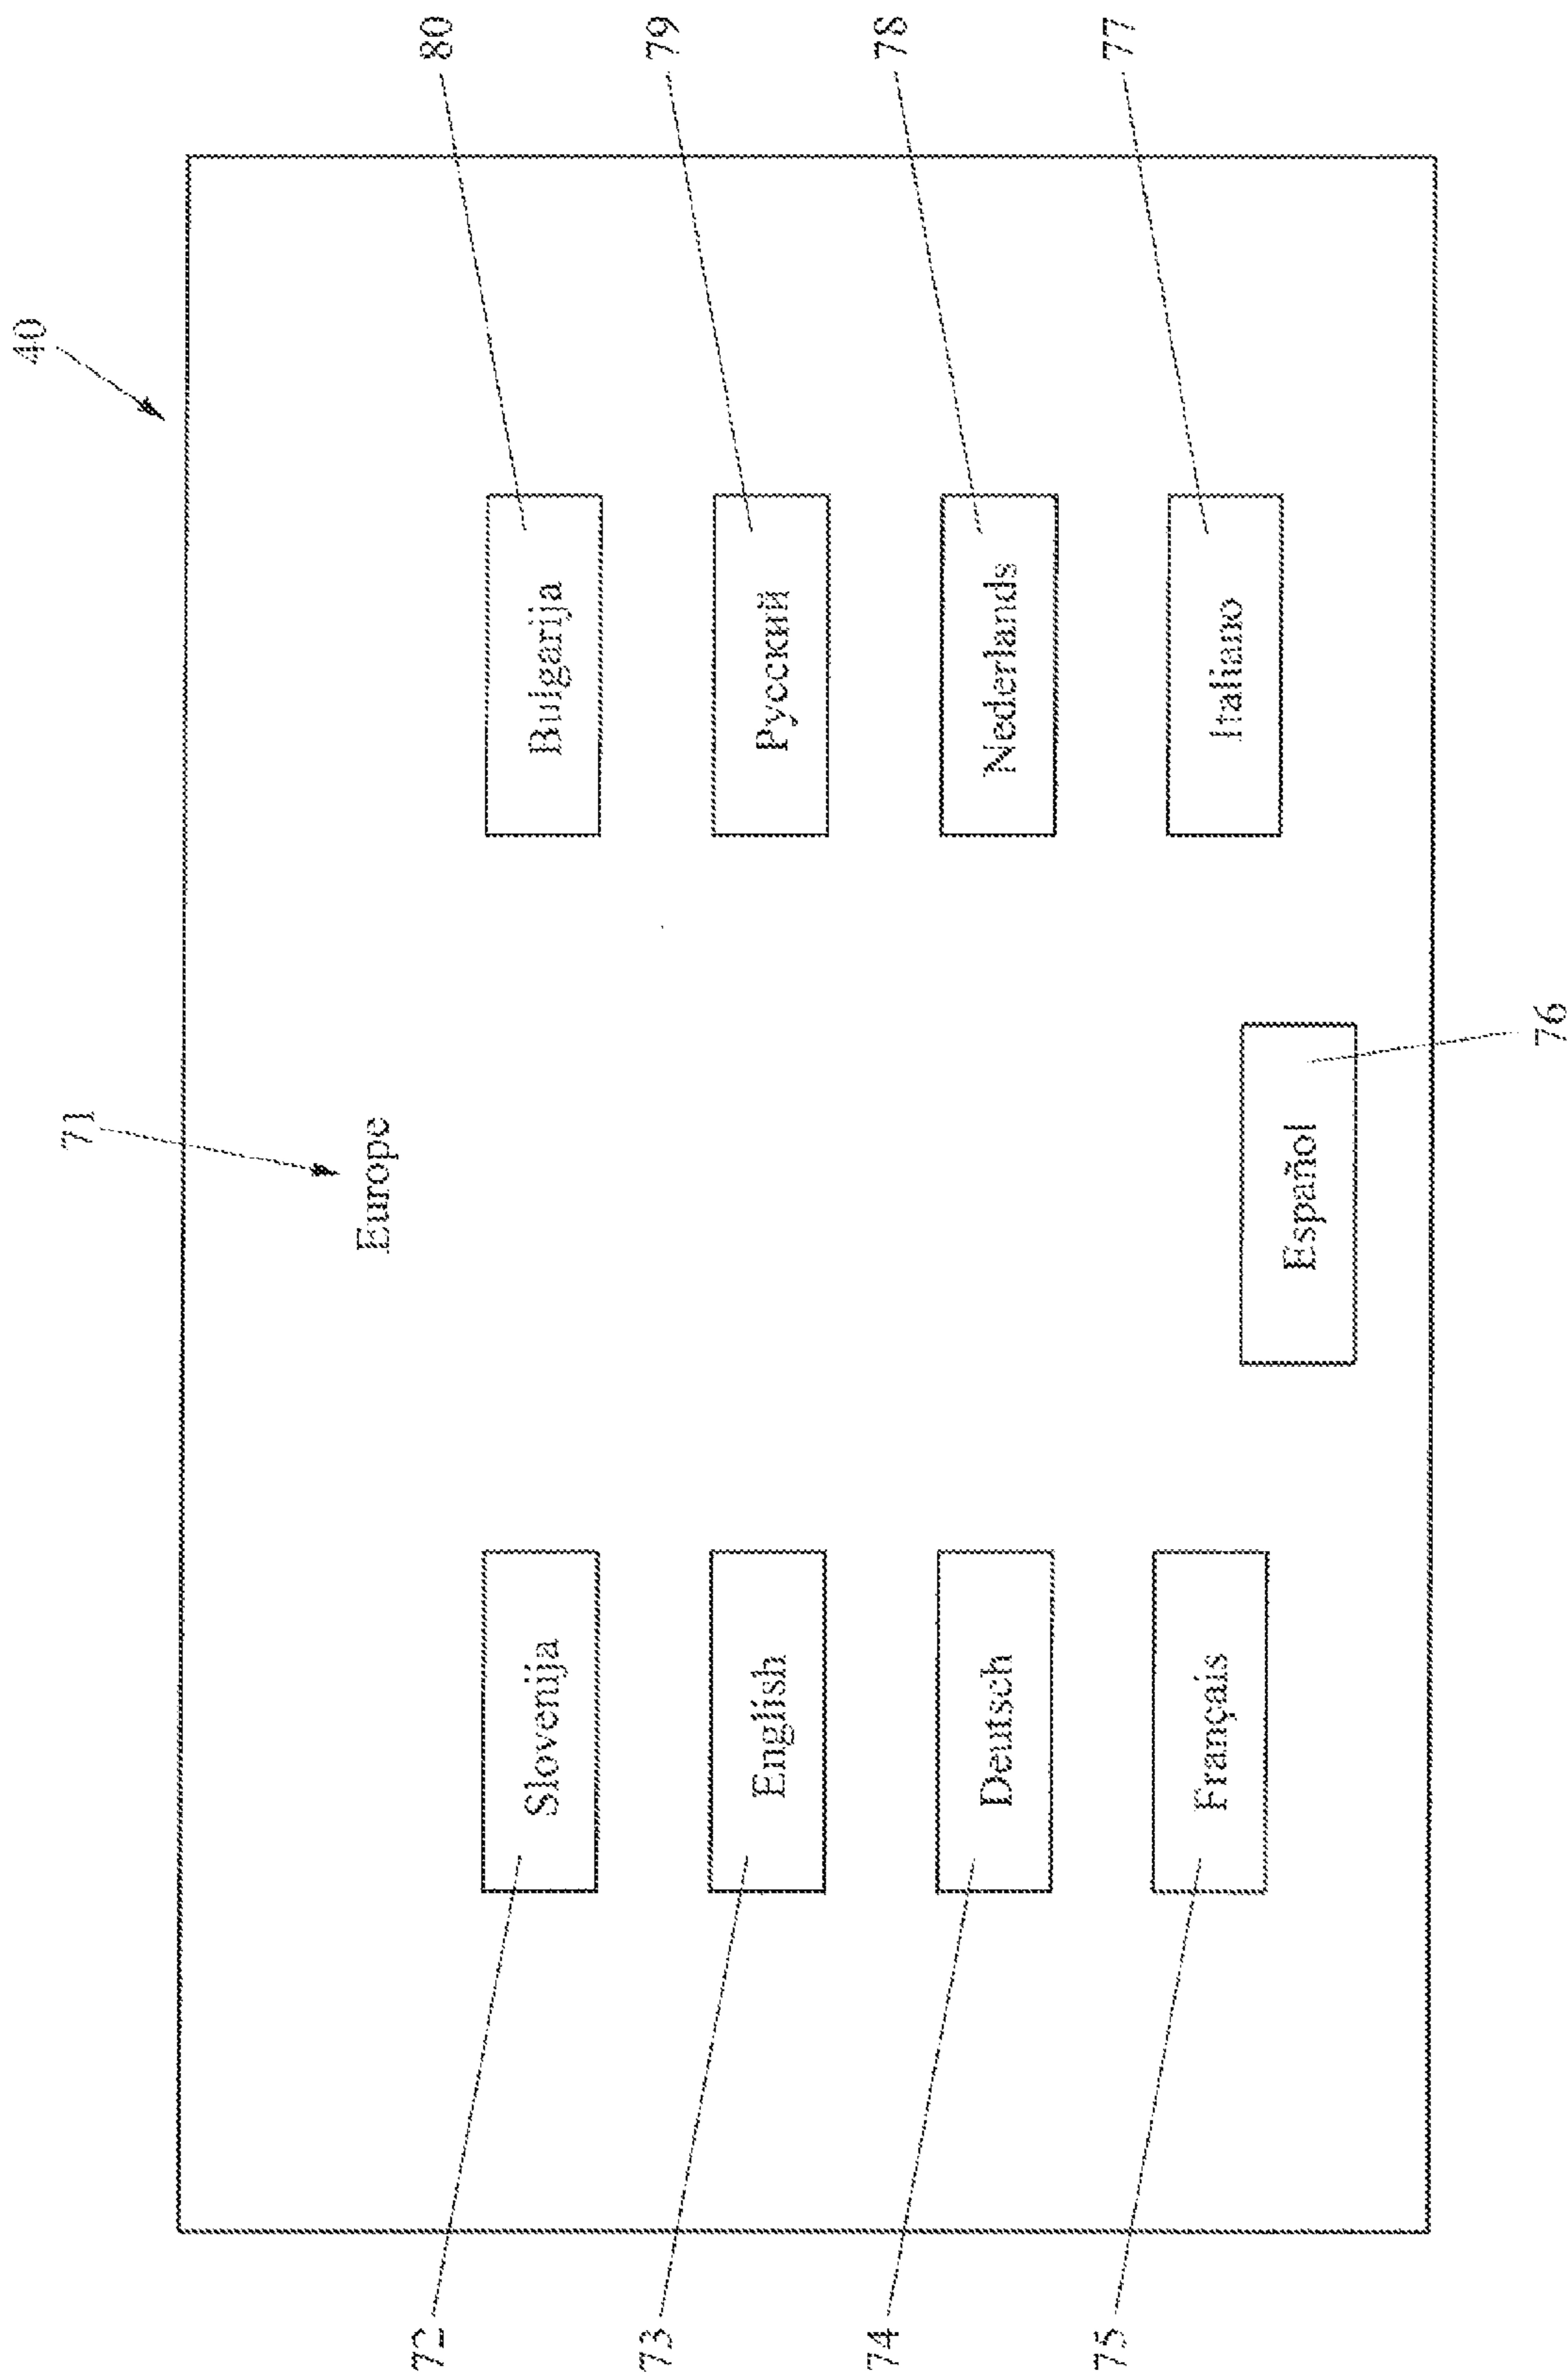 40
71
Europe
72
Slovenija
Bulgarija
80
73
English
Русский
79
74
Deutsch
Nederlands
78
75
Français
Italiano
77
Español
76